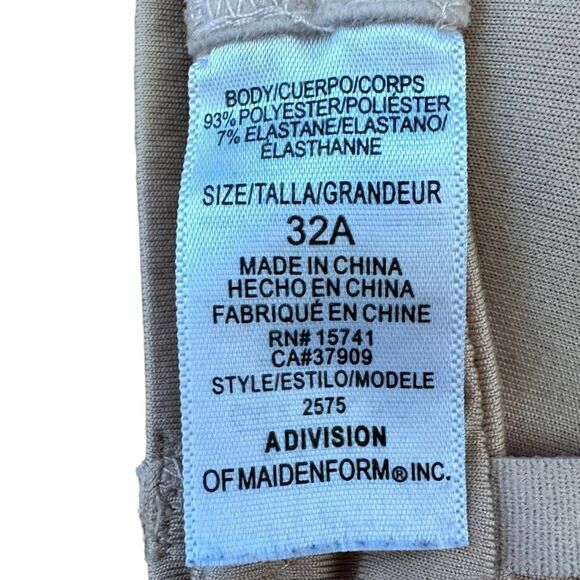 BODY/CUERPO/CORPS
93% POLYESTER/POLIÉSTER
7% ELASTANE/ELASTANO/
ÉLASTHANNE
SIZE/TALLA/GRANDEUR
32A
MADE IN CHINA
HECHO EN CHINA
FABRIQUÉ EN CHINE
RN# 15741
CA#37909
STYLE/ESTILO/MODELE
2575
A DIVISION
OF MAIDENFORM® INC.